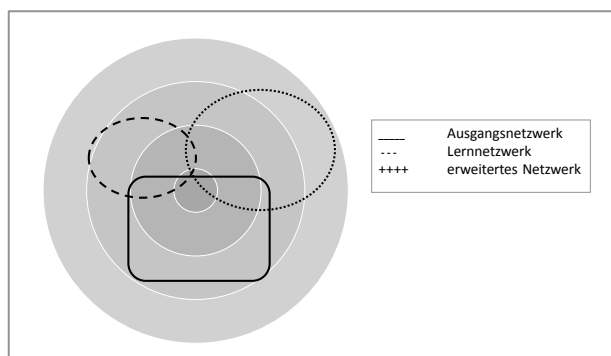 ____ Ausgangsnetzwerk
--- Lernnetzwerk
++++ erweitertes Netzwerk